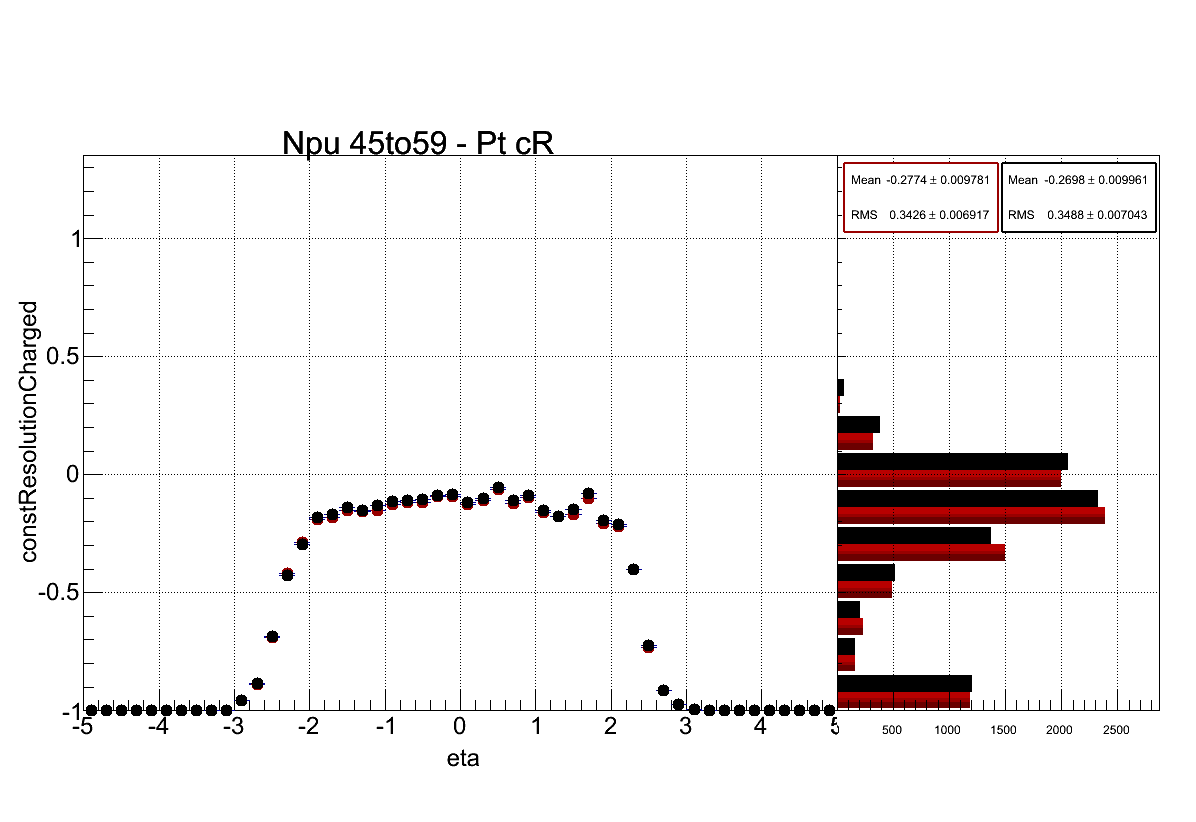 Npu 45to59 - Pt cR
Mean -0.2774 ± 0.009781
RMS 0.3426 ± 0.006917
Mean -0.2698 ± 0.009961
RMS 0.3488 ± 0.007043
constResolutionCharged
1
0.5
0
-0.5
-1
-5 -4 -3 -2 -1 0 1 2 3 4
500 1000 1500 2000 2500
eta